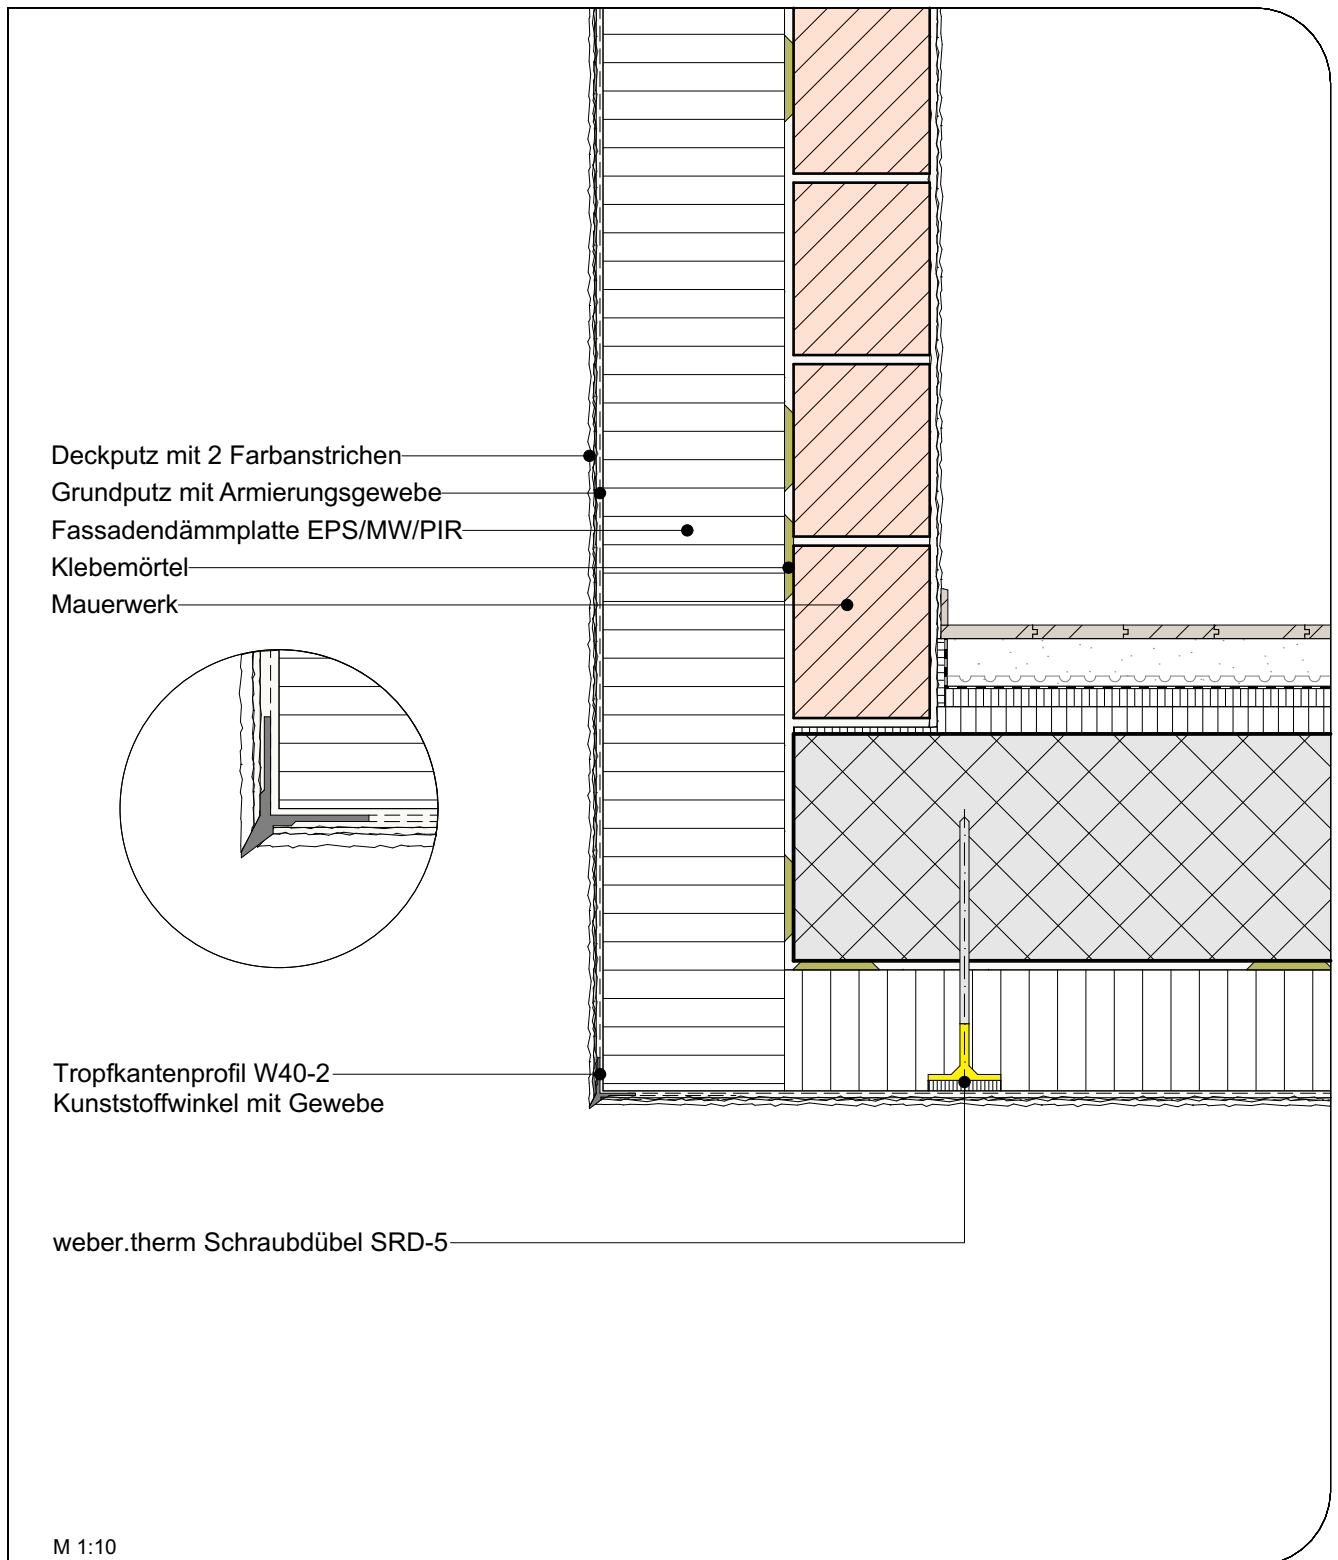 Deckputz mit 2 Farbanstrichen
Grundputz mit Armierungsgewebe
Fassadendämmplatte EPS/MW/PIR
Klebemörtel
Mauerwerk
Tropfkantenprofil W40-2
Kunststoffwinkel mit Gewebe
weber.therm Schraubdübel SRD-5
M 1:10